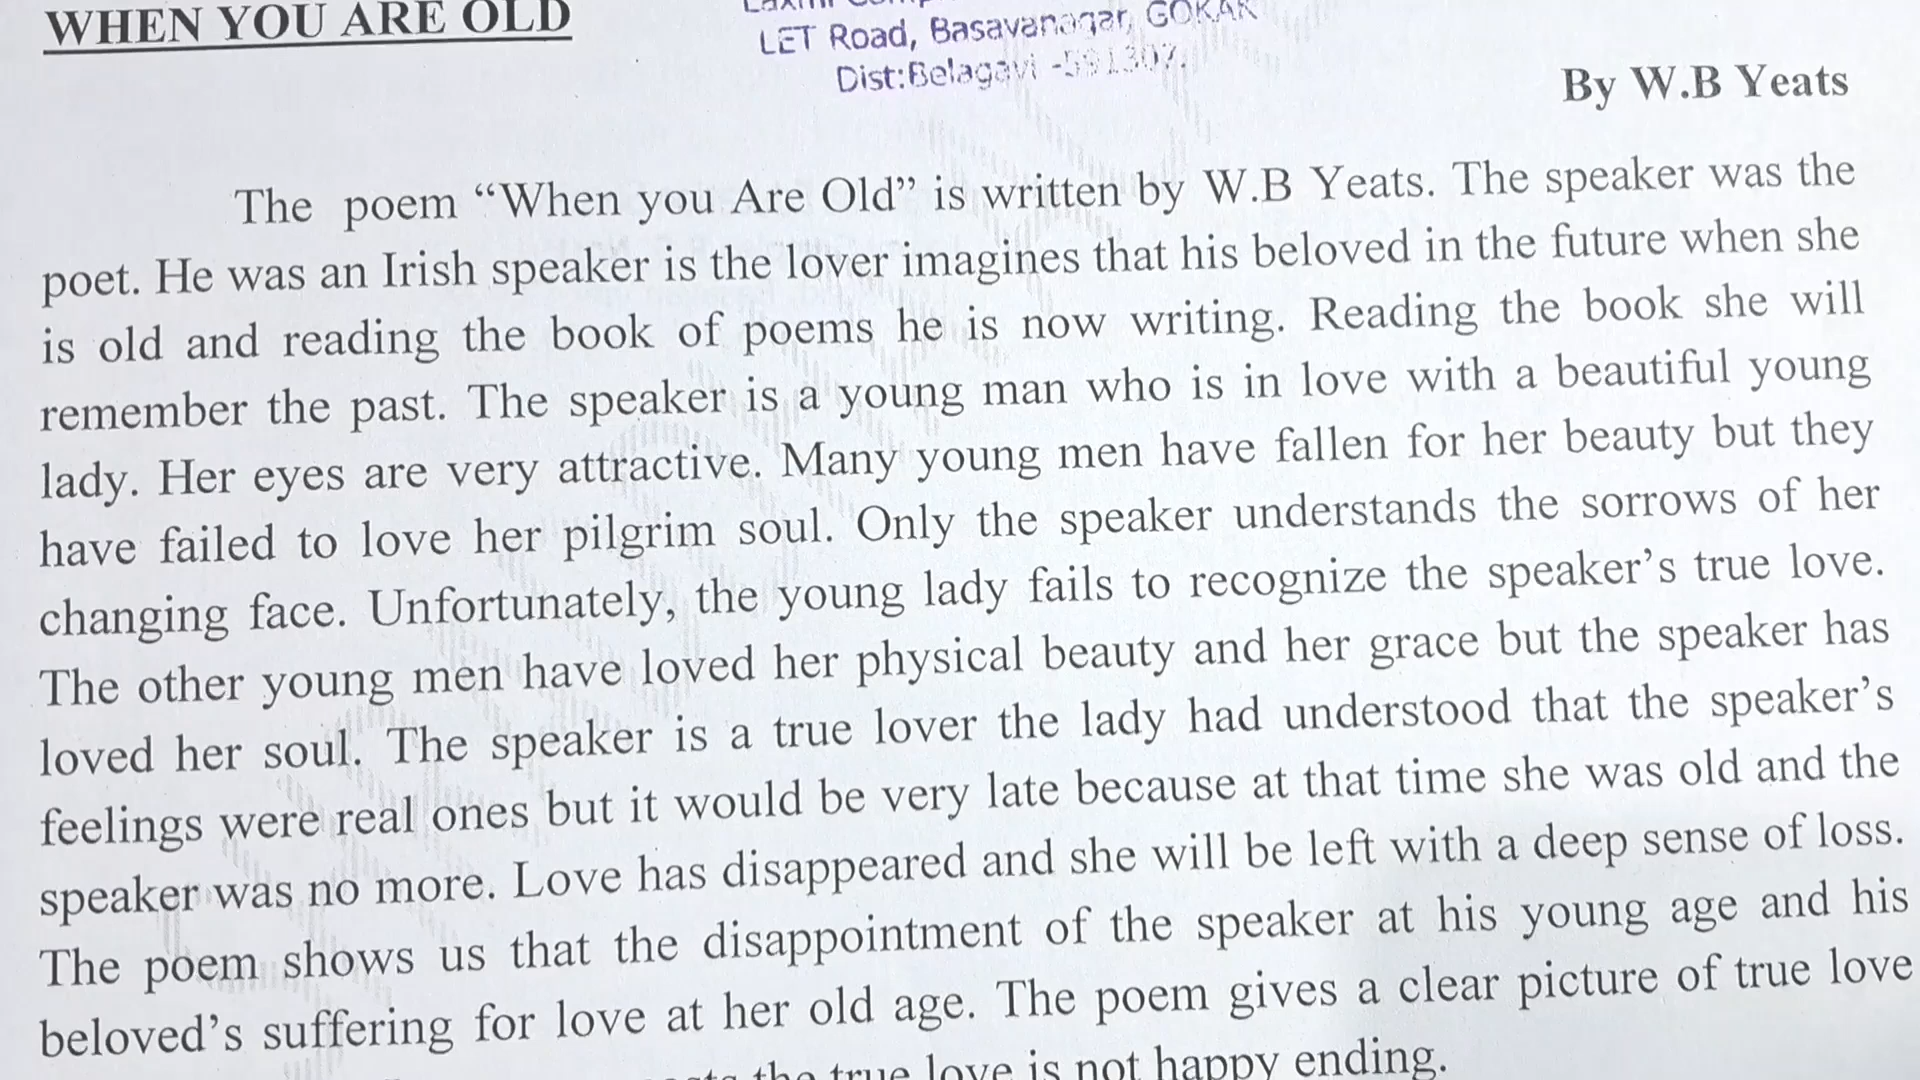 WHEN YOU ARE OLD
LET Road, Basavanagar, GOKAK
Dist:Belagavi -591307.
By W.B Yeats
The poem “When you Are Old” is written by W.B Yeats. The speaker was the
poet. He was an Irish speaker is the lover imagines that his beloved in the future when she
is old and reading the book of poems he is now writing. Reading the book she will
remember the past. The speaker is a young man who is in love with a beautiful young
lady. Her eyes are very attractive. Many young men have fallen for her beauty but they
have failed to love her pilgrim soul. Only the speaker understands the sorrows of her
changing face. Unfortunately, the young lady fails to recognize the speaker’s true love.
The other young men have loved her physical beauty and her grace but the speaker has
loved her soul. The speaker is a true lover the lady had understood that the speaker’s
feelings were real ones but it would be very late because at that time she was old and the
speaker was no more. Love has disappeared and she will be left with a deep sense of loss.
The poem shows us that the disappointment of the speaker at his young age and his
beloved’s suffering for love at her old age. The poem gives a clear picture of true love
the true love is not happy ending.